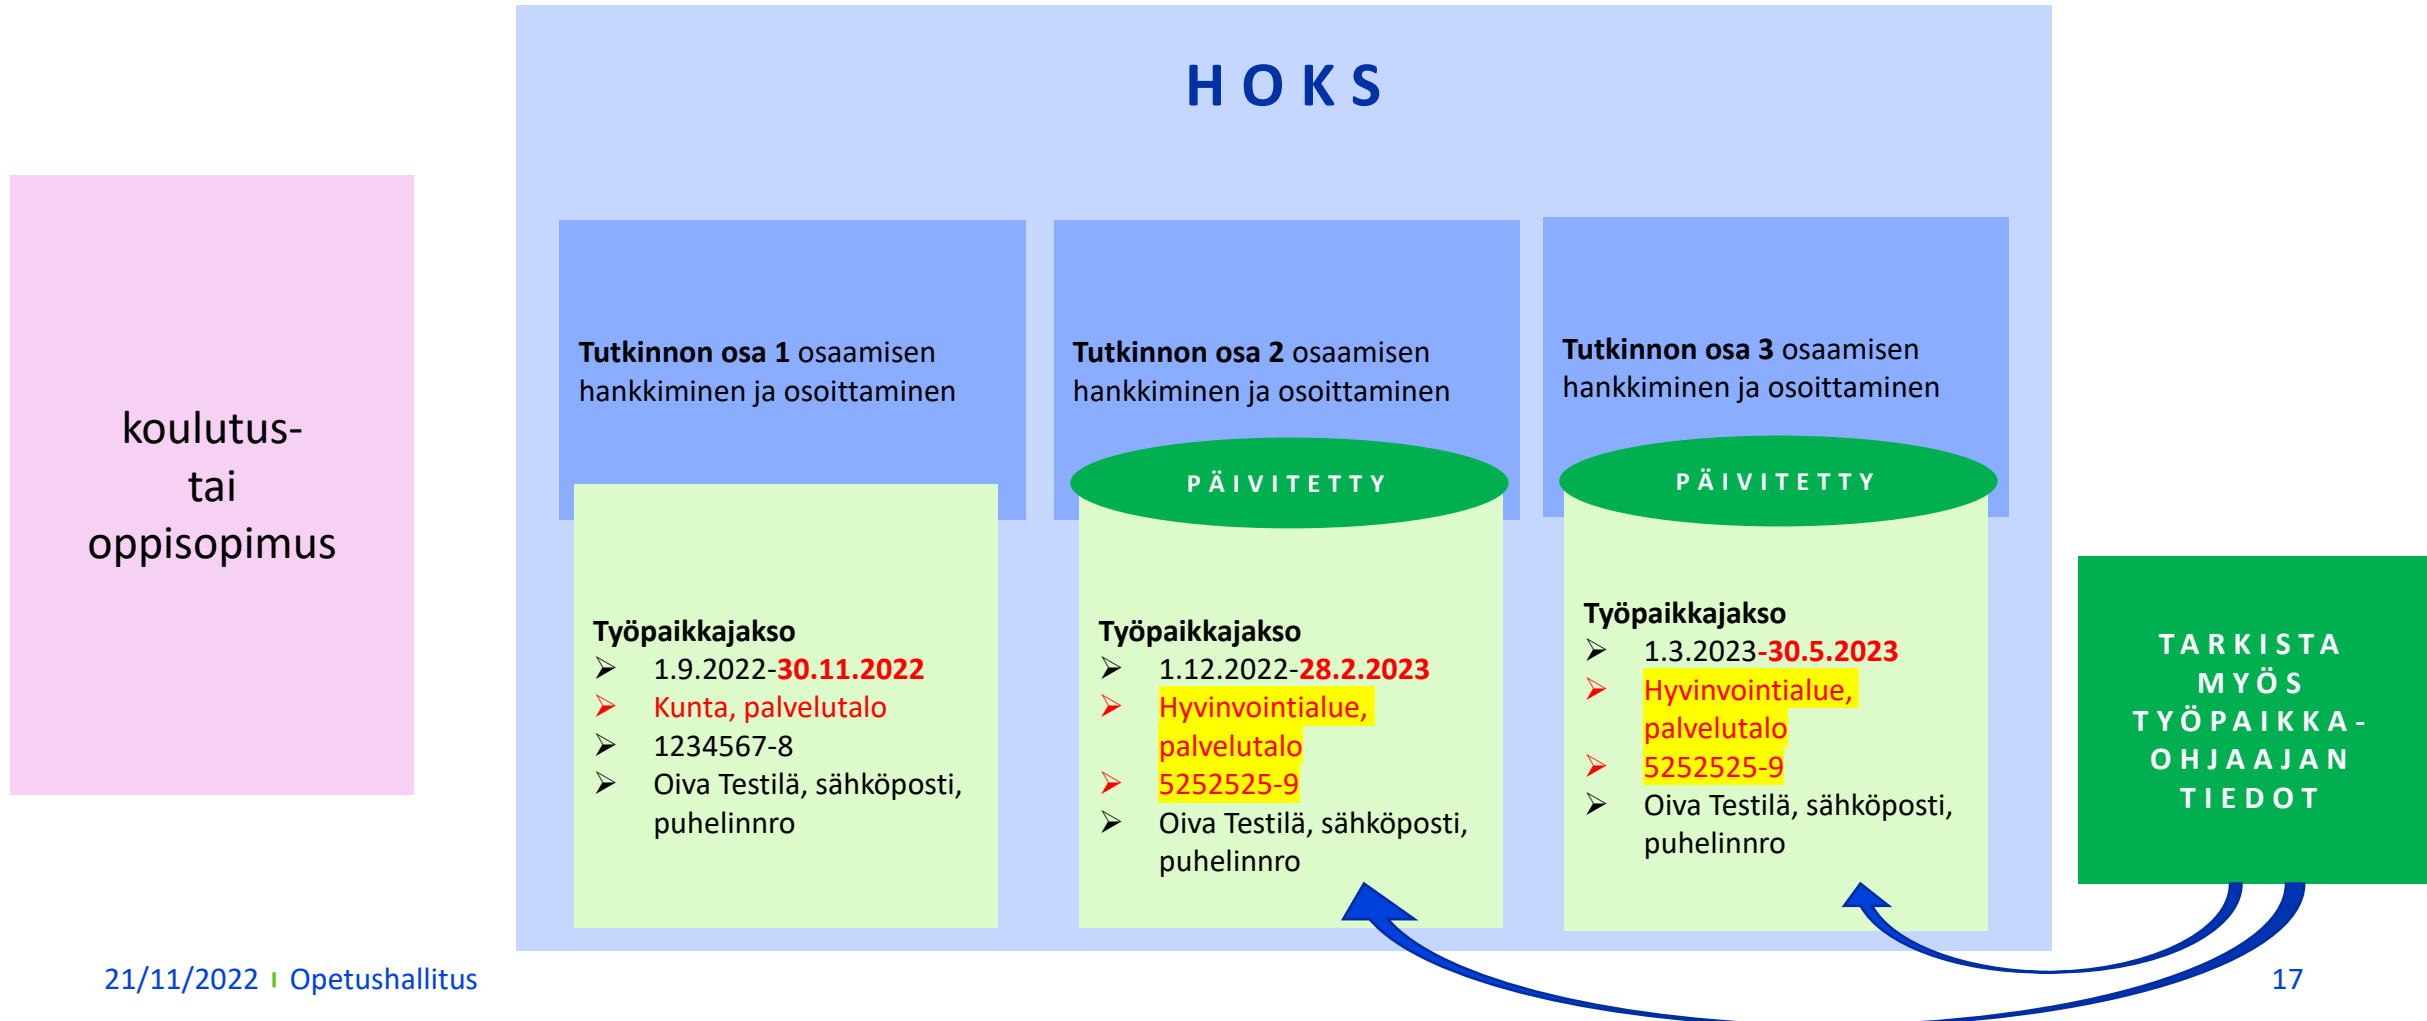 HOKS
koulutus-
tai
oppisopimus
Tutkinnon osa 1 osaamisen
hankkiminen ja osoittaminen
PÄIVITETTY
Tutkinnon osa 2 osaamisen
hankkiminen ja osoittaminen
PÄIVITETTY
Tutkinnon osa 3 osaamisen
hankkiminen ja osoittaminen
Työpaikkajakso
➢ 1.9.2022-30.11.2022
➢ Kunta, palvelutalo
➢ 1234567-8
➢ Oiva Testilä, sähköposti,
puhelinnro
Työpaikkajakso
➢ 1.12.2022-28.2.2023
➢ Hyvinvointialue,
palvelutalo
➢ 5252525-9
➢ Oiva Testilä, sähköposti,
puhelinnro
Työpaikkajakso
➢ 1.3.2023-30.5.2023
➢ Hyvinvointialue,
palvelutalo
➢ 5252525-9
➢ Oiva Testilä, sähköposti,
puhelinnro
TARKISTA
MYÖS
TYÖPAIKKA-
OHJAAJAN
TIEDOT
21/11/2022 Opetushallitus
17